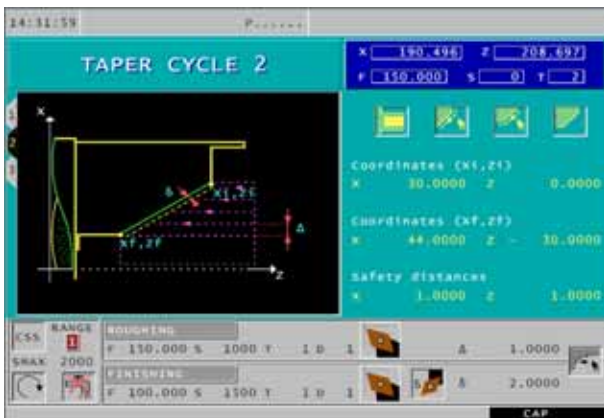 14:31:59 P......
TAPER CYCLE 2
X 190.496 Z 208.697
F 150.000 S 0 T 2
1
2
3
X
δ
Xi,Zi
Δ
Xf,Zf
Z
Coordinates (Xi,Zi)
X 30.0000 Z 0.0000
Coordinates (Xf,Zf)
X 44.0000 Z - 30.0000
Safety distances
X 1.0000 Z 1.0000
CSS RANGE 1
SMAX 2000
ROUGHING
F 150.000 S 1000 T 1 D 1 Δ 1.0000
FINISHING
F 100.000 S 1500 T 1 D 1 δ 2.0000
CAP